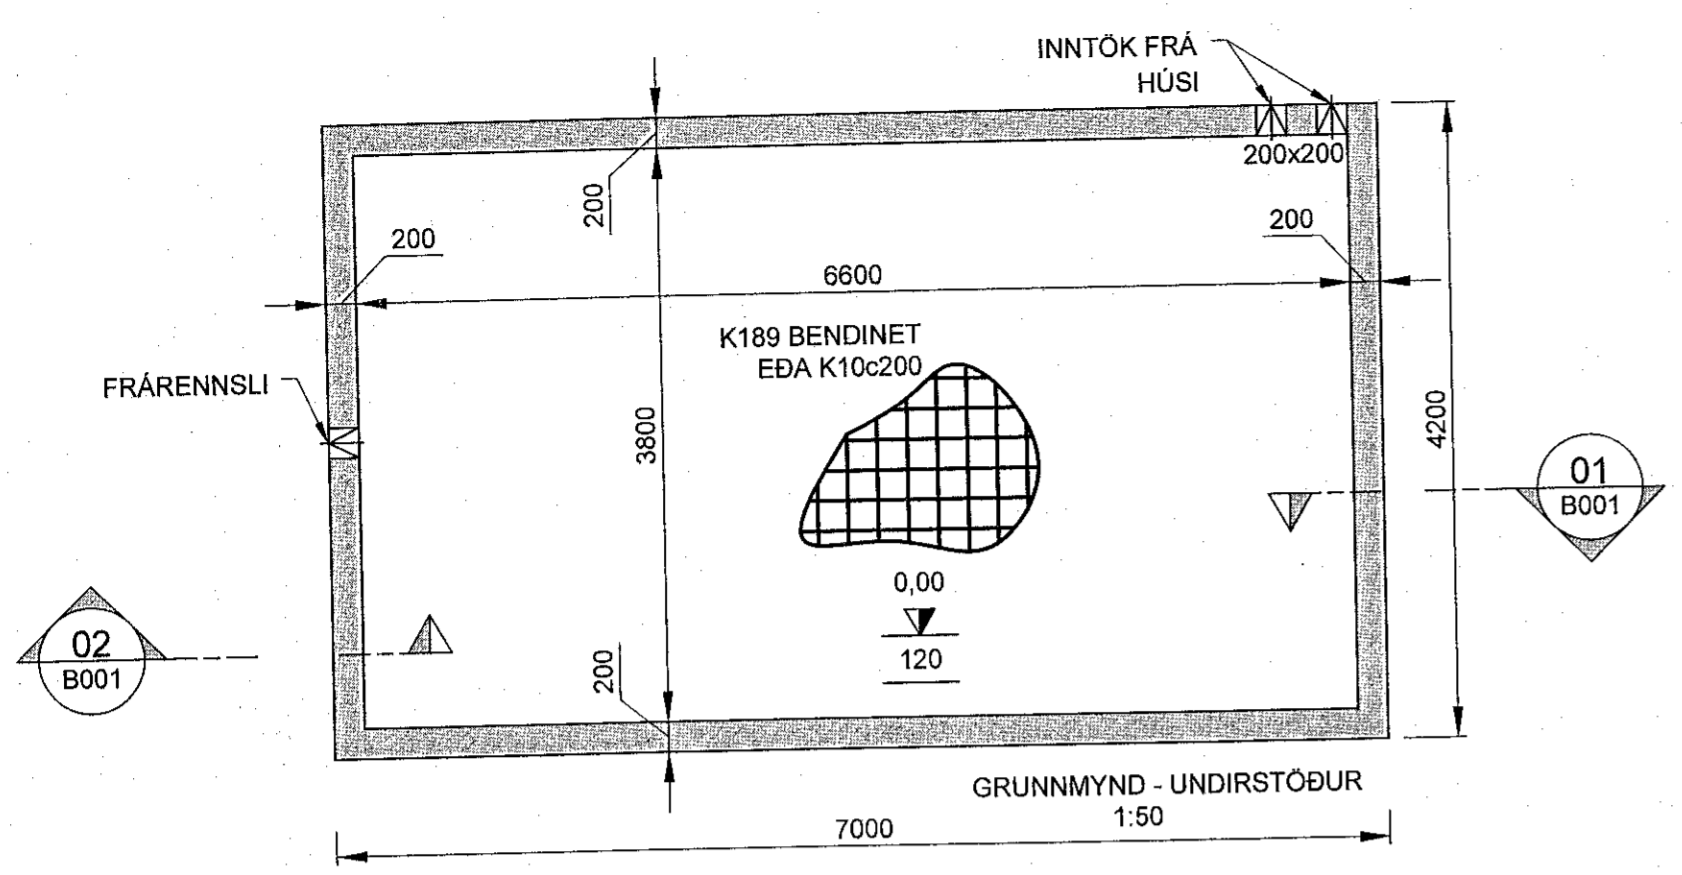 INNTÖK FRÁ
HÚSI
200x200
200
200
200
6600
K189 BENDINET
EÐA K10c200
FRÁRENNSLI
3800
4200
01
B001
0,00
120
02
B001
200
GRUNNMYND - UNDIRSTÖÐUR
1:50
7000